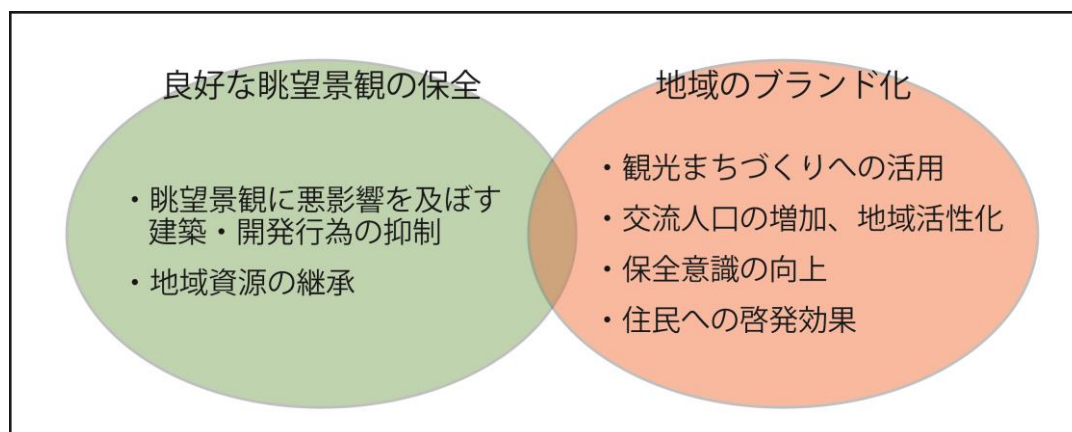 良好な眺望景観の保全
・眺望景観に悪影響を及ぼす
建築・開発行為の抑制
・地域資源の継承
地域のブランド化
・観光まちづくりへの活用
・交流人口の増加、地域活性化
・保全意識の向上
・住民への啓発効果